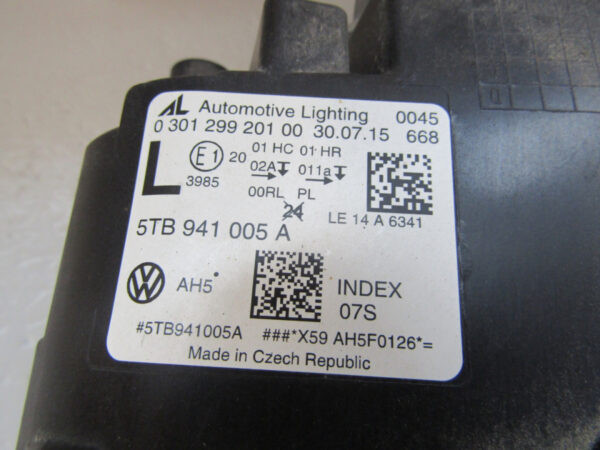 AL Automotive Lighting 0045
0 301 299 201 00 30.07.15 668
L E1 20 01 HC 01 HR
3985 02A 011a
00RL PL
24
LE 14 A 6341
5TB 941 005 A
VW AH5 INDEX
07S
#5TB941005A ###*X59 AH5F0126*=
Made in Czech Republic